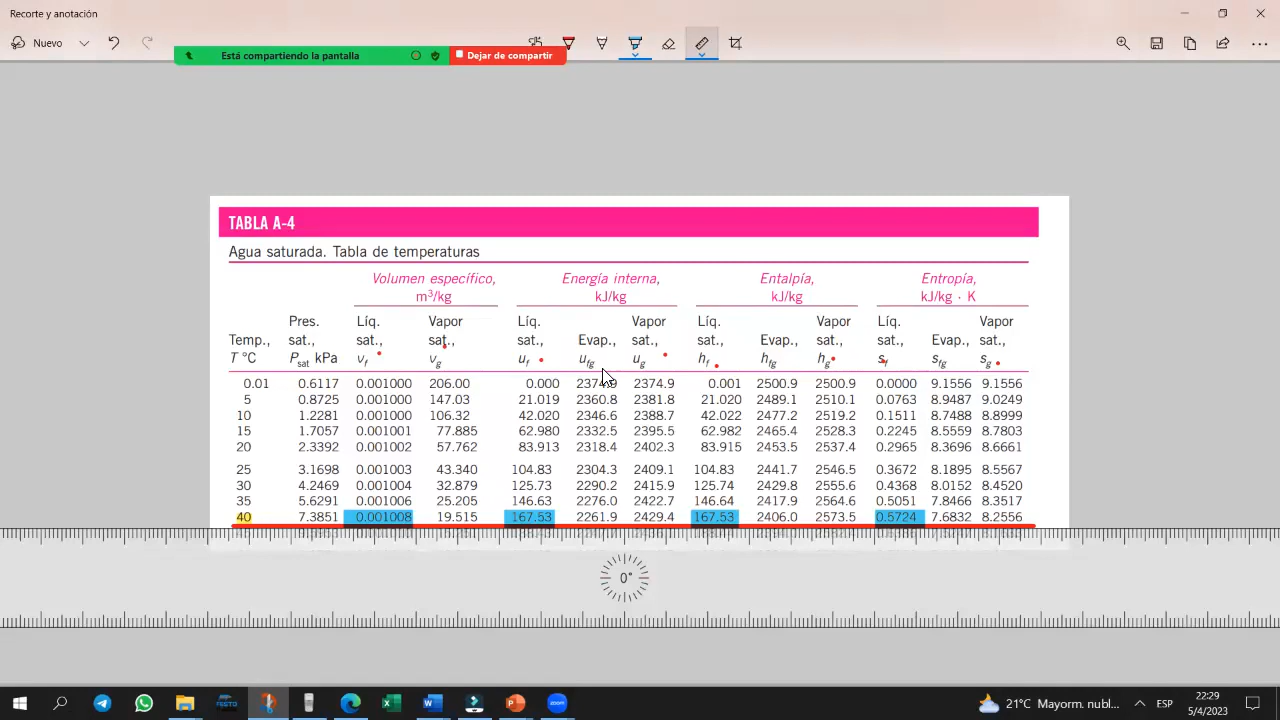 Recorte y anotación
Nuevo
Está compartiendo la pantalla
Dejar de compartir
TABLA A-4
Agua saturada. Tabla de temperaturas
Volumen específico, Energía interna, Entalpía, Entropía,
m³/kg kJ/kg kJ/kg kJ/kg · K
Pres. Líq. Vapor Líq. Vapor Líq. Vapor Líq. Vapor
Temp., sat., sat., sat., sat., Evap., sat., sat., Evap., sat., sat., Evap., sat.,
T °C Psat kPa vf vg uf ufg ug hf hfg hg sf sfg sg
0.01 0.6117 0.001000 206.00 0.000 2374.9 2374.9 0.001 2500.9 2500.9 0.0000 9.1556 9.1556
5 0.8725 0.001000 147.03 21.019 2360.8 2381.8 21.020 2489.1 2510.1 0.0763 8.9487 9.0249
10 1.2281 0.001000 106.32 42.020 2346.6 2388.7 42.022 2477.2 2519.2 0.1511 8.7488 8.8999
15 1.7057 0.001001 77.885 62.980 2332.5 2395.5 62.982 2465.4 2528.3 0.2245 8.5559 8.7803
20 2.3392 0.001002 57.762 83.913 2318.4 2402.3 83.915 2453.5 2537.4 0.2965 8.3696 8.6661
25 3.1698 0.001003 43.340 104.83 2304.3 2409.1 104.83 2441.7 2546.5 0.3672 8.1895 8.5567
30 4.2469 0.001004 32.879 125.73 2290.2 2415.9 125.74 2429.8 2555.6 0.4368 8.0152 8.4520
35 5.6291 0.001006 25.205 146.63 2276.0 2422.7 146.64 2417.9 2564.6 0.5051 7.8466 8.3517
40 7.3851 0.001008 19.515 167.53 2261.9 2429.4 167.53 2406.0 2573.5 0.5724 7.6832 8.2556
0°
FESTO
zoom
21°C Mayorm. nubl...
ESP
22:29
5/4/2023